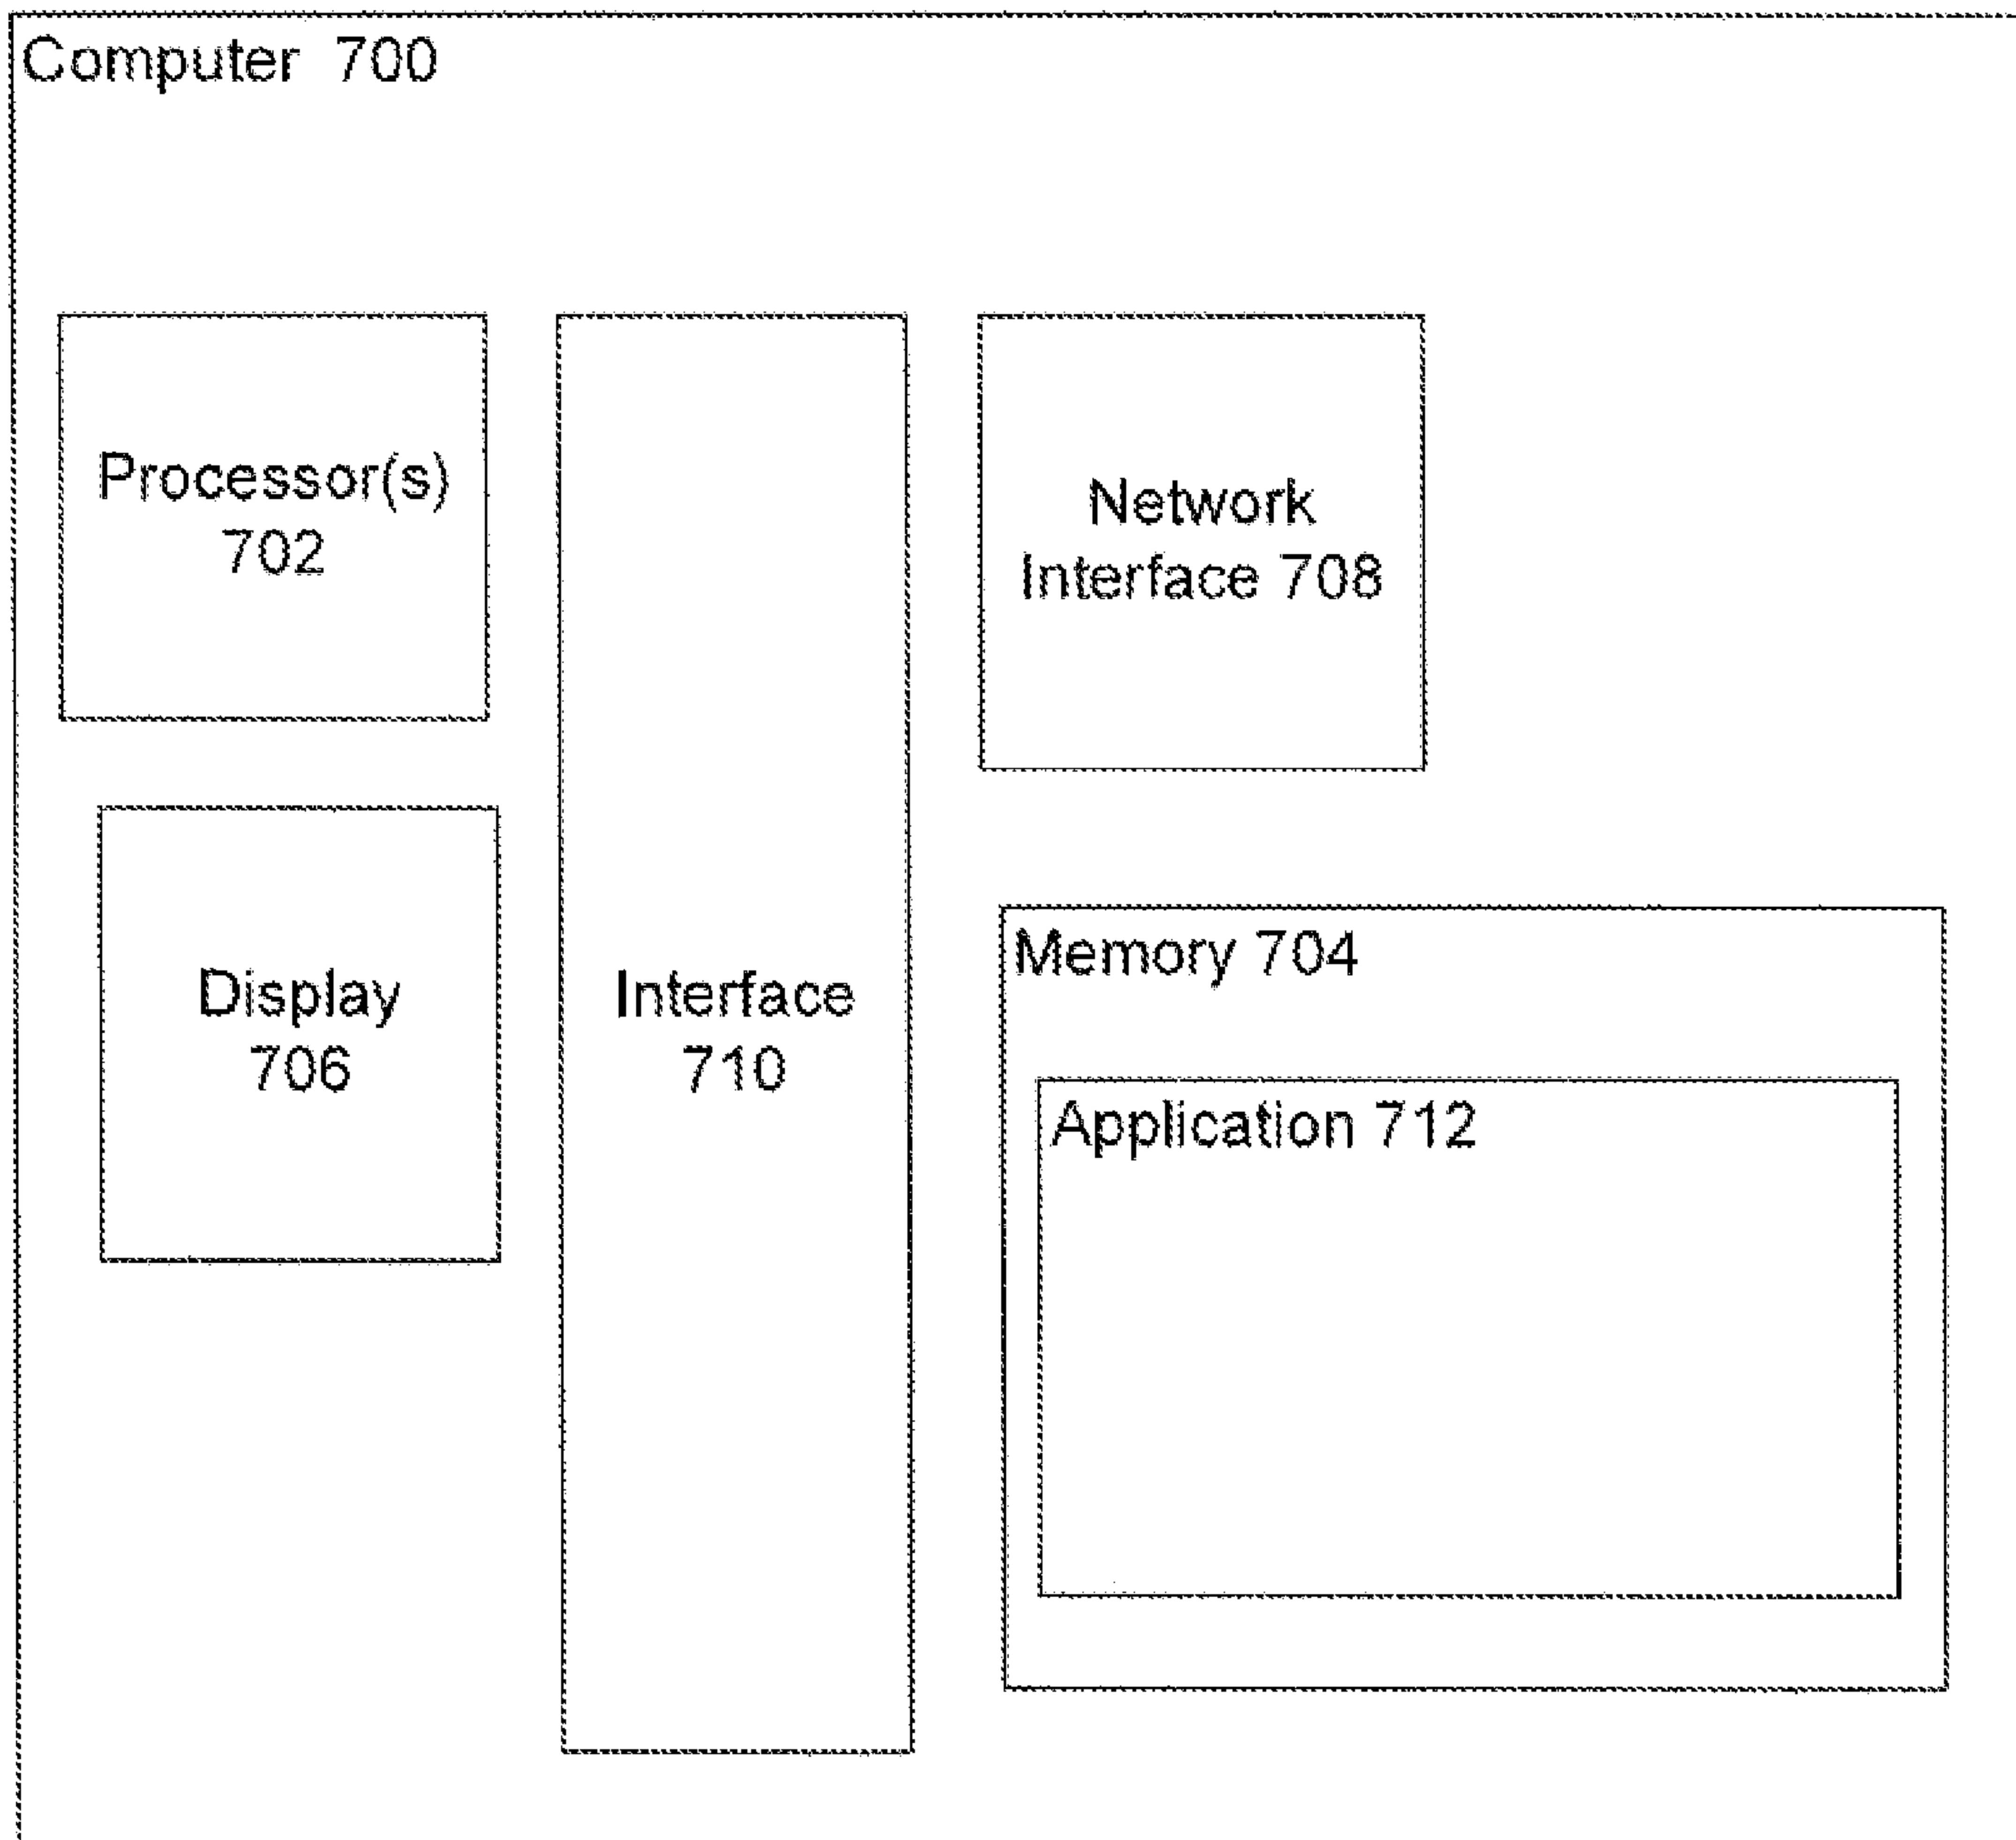 Computer 700
Processor(s)
702
Network
Interface 708
Display
706
Interface
710
Memory 704
Application 712